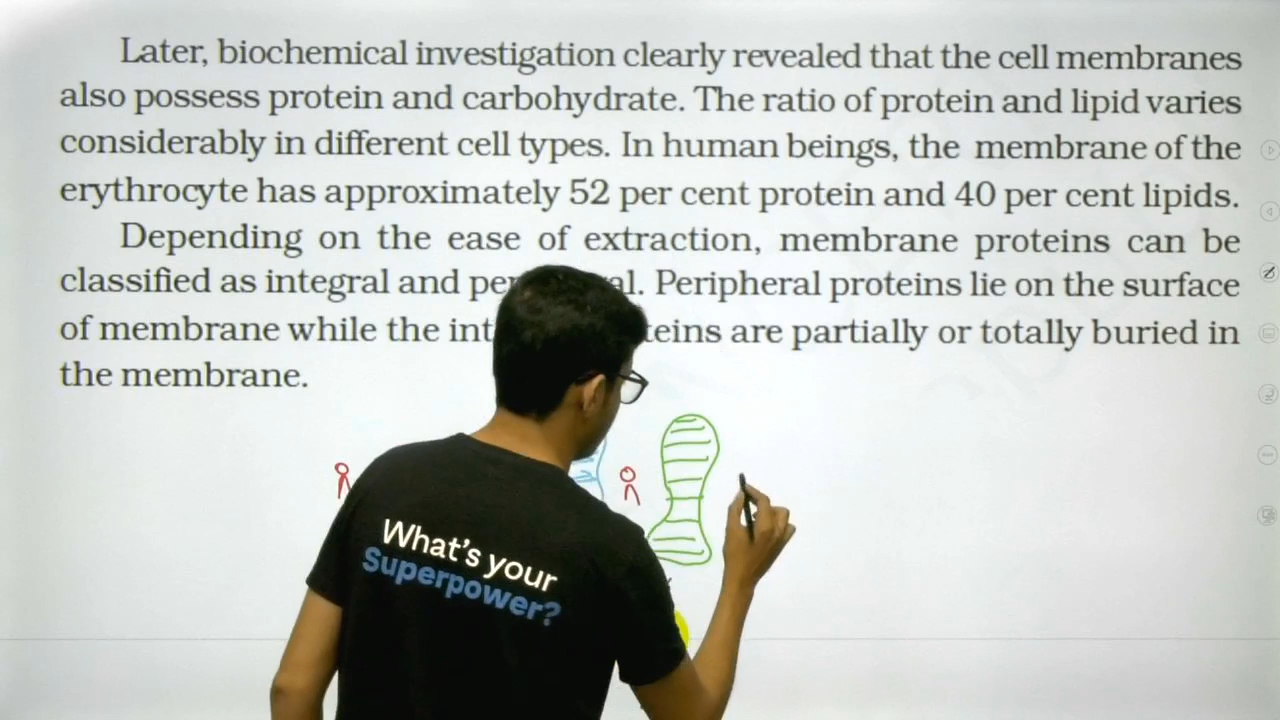 Later, biochemical investigation clearly revealed that the cell membranes
also possess protein and carbohydrate. The ratio of protein and lipid varies
considerably in different cell types. In human beings, the membrane of the
erythrocyte has approximately 52 per cent protein and 40 per cent lipids.
Depending on the ease of extraction, membrane proteins can be
classified as integral and per al. Peripheral proteins lie on the surface
of membrane while the int teins are partially or totally buried in
the membrane.
What's your
Superpower?